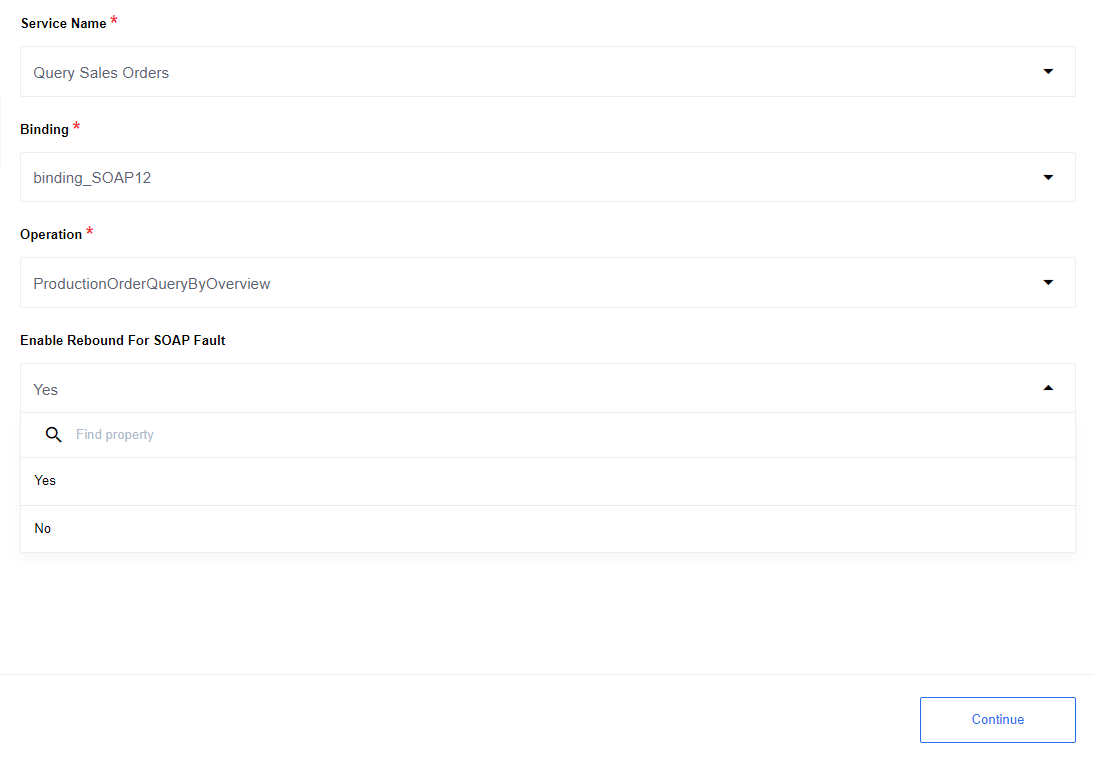 Service Name *
Query Sales Orders
Binding *
binding_SOAP12
Operation *
ProductionOrderQueryByOverview
Enable Rebound For SOAP Fault
Yes
Find property
Yes
No
Continue